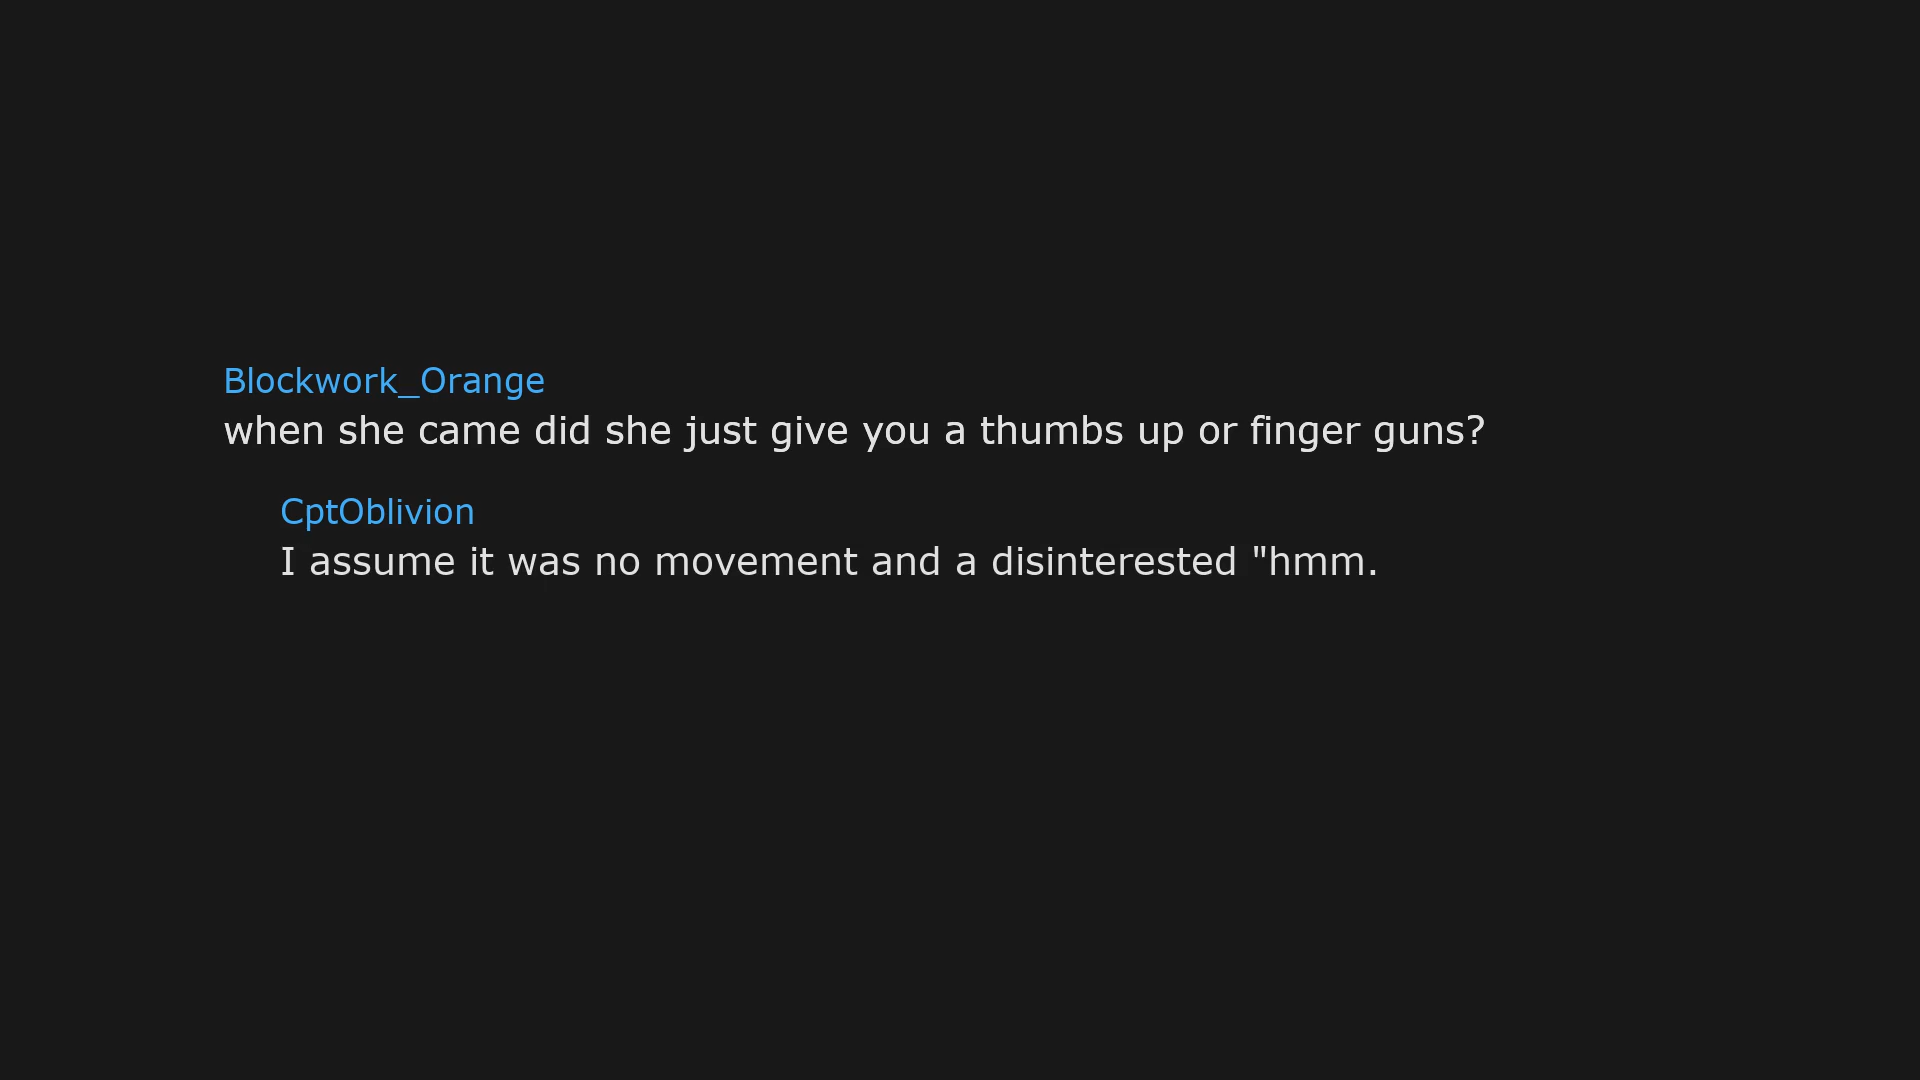 Blockwork_Orange
when she came did she just give you a thumbs up or finger guns?
CptOblivion
I assume it was no movement and a disinterested "hmm.